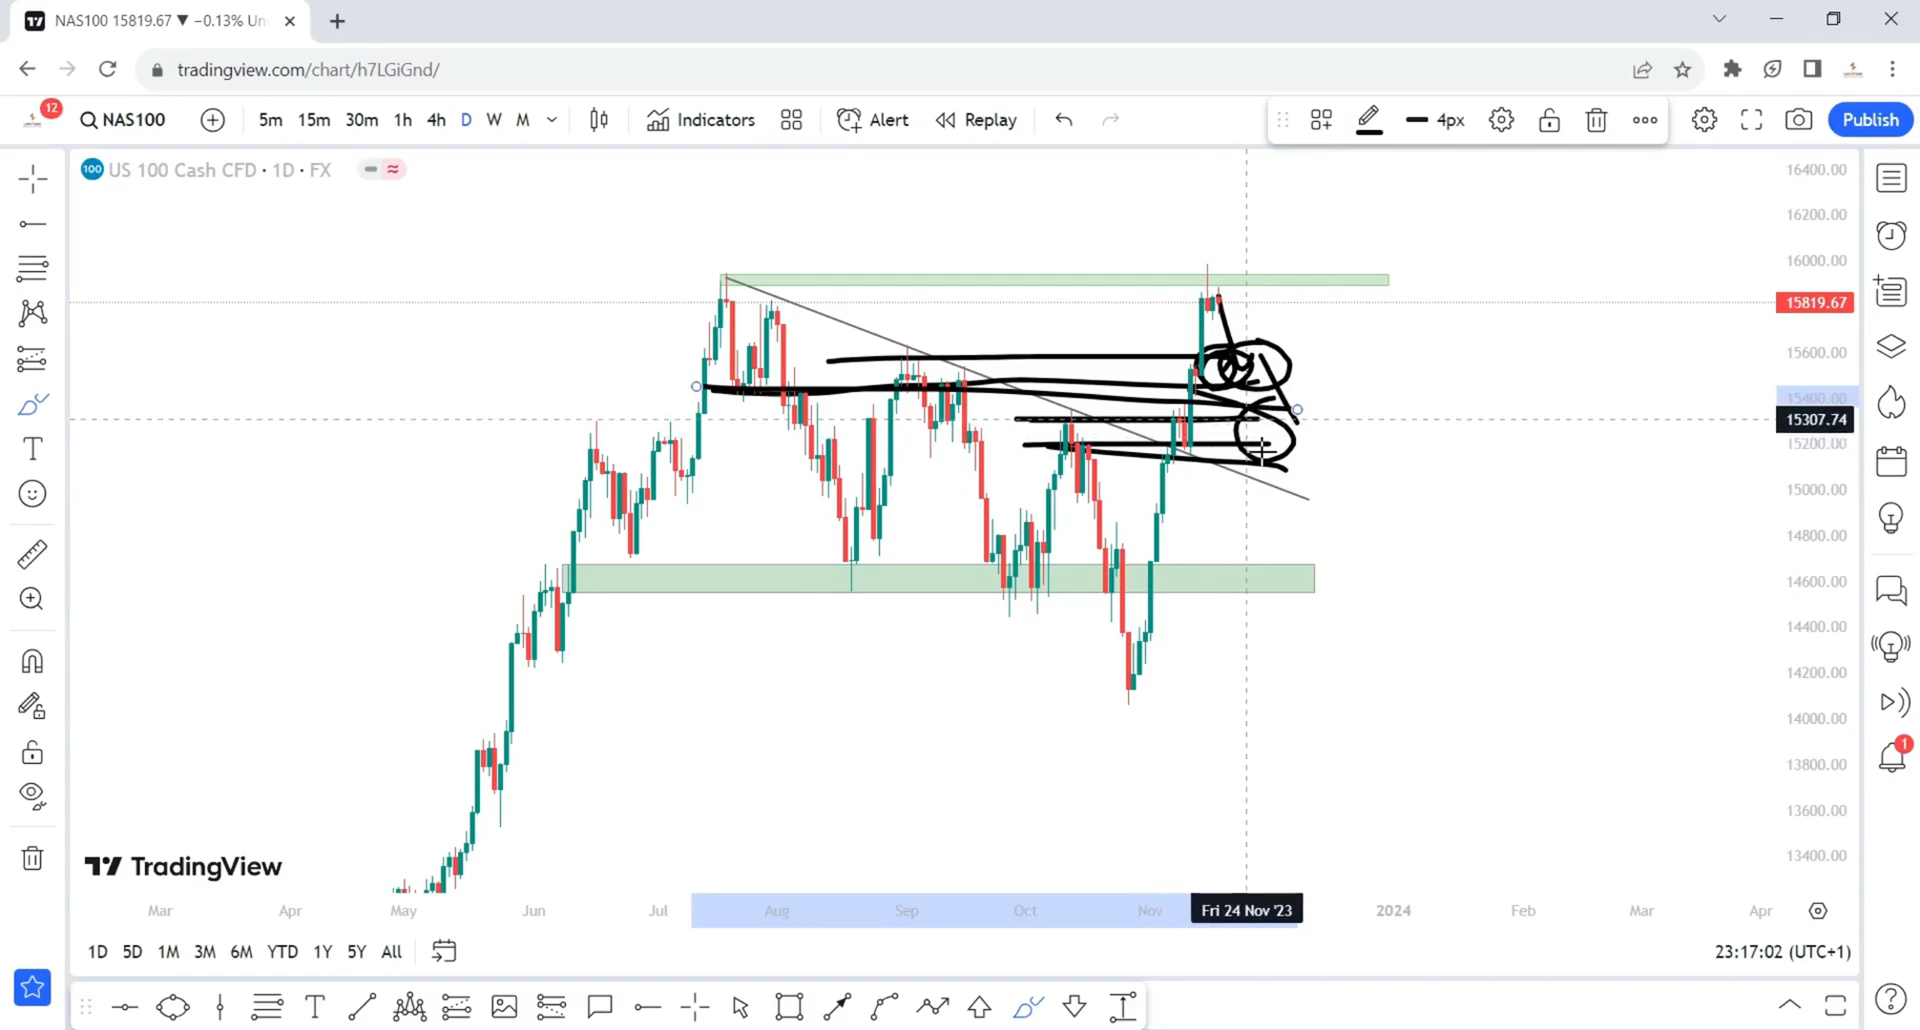 NAS100 15819.67 ▼ −0.13% Un
tradingview.com/chart/h7LGiGnd/
12
NAS100 5m 15m 30m 1h 4h D W M Indicators Alert Replay 4px Publish
100 US 100 Cash CFD · 1D · FX
16400.00
16200.00
16000.00
15819.67
15600.00
15400.00
15307.74
15200.00
15000.00
14800.00
14600.00
14400.00
14200.00
14000.00
13800.00
13600.00
13400.00
1
TradingView
Mar Apr May Jun Jul Aug Sep Oct Nov Fri 24 Nov '23 2024 Feb Mar Apr
1D 5D 1M 3M 6M YTD 1Y 5Y All 23:17:02 (UTC+1)